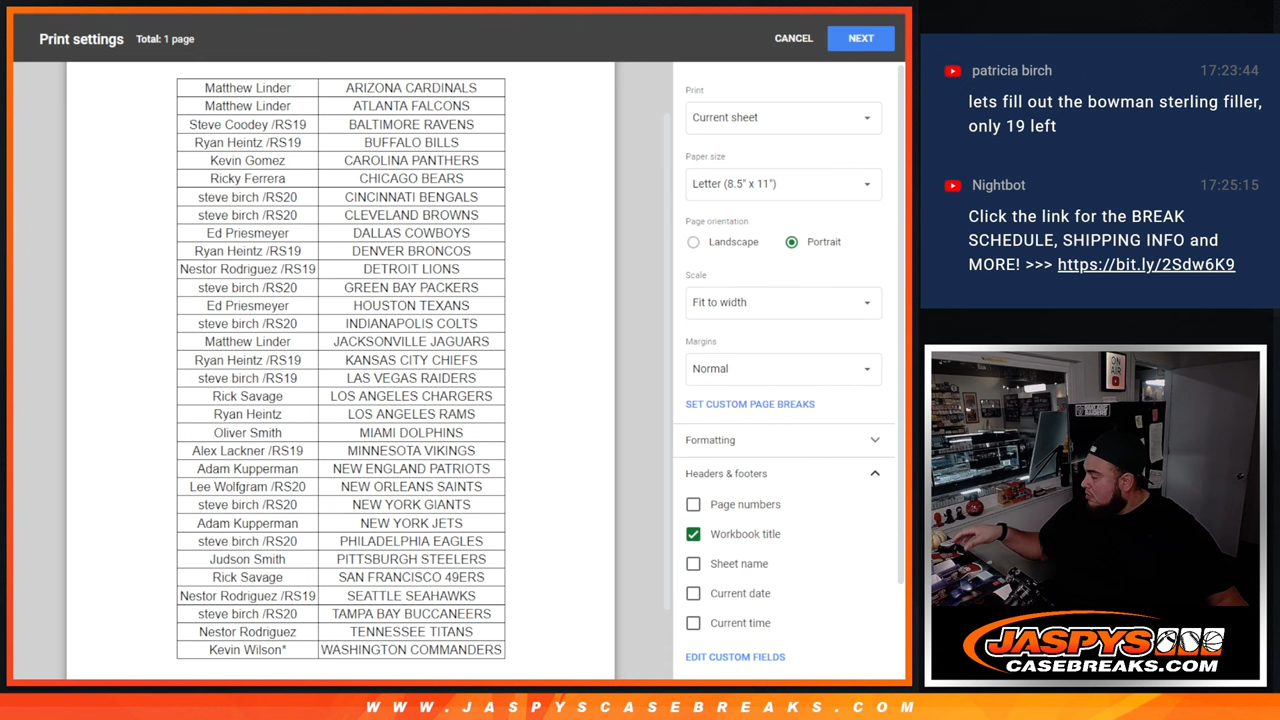 Print settings Total: 1 page CANCEL NEXT
Matthew Linder ARIZONA CARDINALS
Matthew Linder ATLANTA FALCONS
Steve Coodey /RS19 BALTIMORE RAVENS
Ryan Heintz /RS19 BUFFALO BILLS
Kevin Gomez CAROLINA PANTHERS
Ricky Ferrera CHICAGO BEARS
steve birch /RS20 CINCINNATI BENGALS
steve birch /RS20 CLEVELAND BROWNS
Ed Priesmeyer DALLAS COWBOYS
Ryan Heintz /RS19 DENVER BRONCOS
Nestor Rodriguez /RS19 DETROIT LIONS
steve birch /RS20 GREEN BAY PACKERS
Ed Priesmeyer HOUSTON TEXANS
steve birch /RS20 INDIANAPOLIS COLTS
Matthew Linder JACKSONVILLE JAGUARS
Ryan Heintz /RS19 KANSAS CITY CHIEFS
steve birch /RS19 LAS VEGAS RAIDERS
Rick Savage LOS ANGELES CHARGERS
Ryan Heintz LOS ANGELES RAMS
Oliver Smith MIAMI DOLPHINS
Alex Lackner /RS19 MINNESOTA VIKINGS
Adam Kupperman NEW ENGLAND PATRIOTS
Lee Wolfgram /RS20 NEW ORLEANS SAINTS
steve birch /RS20 NEW YORK GIANTS
Adam Kupperman NEW YORK JETS
steve birch /RS20 PHILADELPHIA EAGLES
Judson Smith PITTSBURGH STEELERS
Rick Savage SAN FRANCISCO 49ERS
Nestor Rodriguez /RS19 SEATTLE SEAHAWKS
steve birch /RS20 TAMPA BAY BUCCANEERS
Nestor Rodriguez TENNESSEE TITANS
Kevin Wilson* WASHINGTON COMMANDERS
Print
Current sheet
Paper size
Letter (8.5" x 11")
Page orientation
Landscape Portrait
Scale
Fit to width
Margins
Normal
SET CUSTOM PAGE BREAKS
Formatting
Headers & footers
Page numbers
Workbook title
Sheet name
Current date
Current time
EDIT CUSTOM FIELDS
patricia birch 17:23:44
lets fill out the bowman sterling filler,
only 19 left
Nightbot 17:25:15
Click the link for the BREAK
SCHEDULE, SHIPPING INFO and
MORE! >>> https://bit.ly/2Sdw6K9
ON
AIR
JASPYS
CASEBREAKS.COM
WWW.JASPYSCASEBREAKS.COM